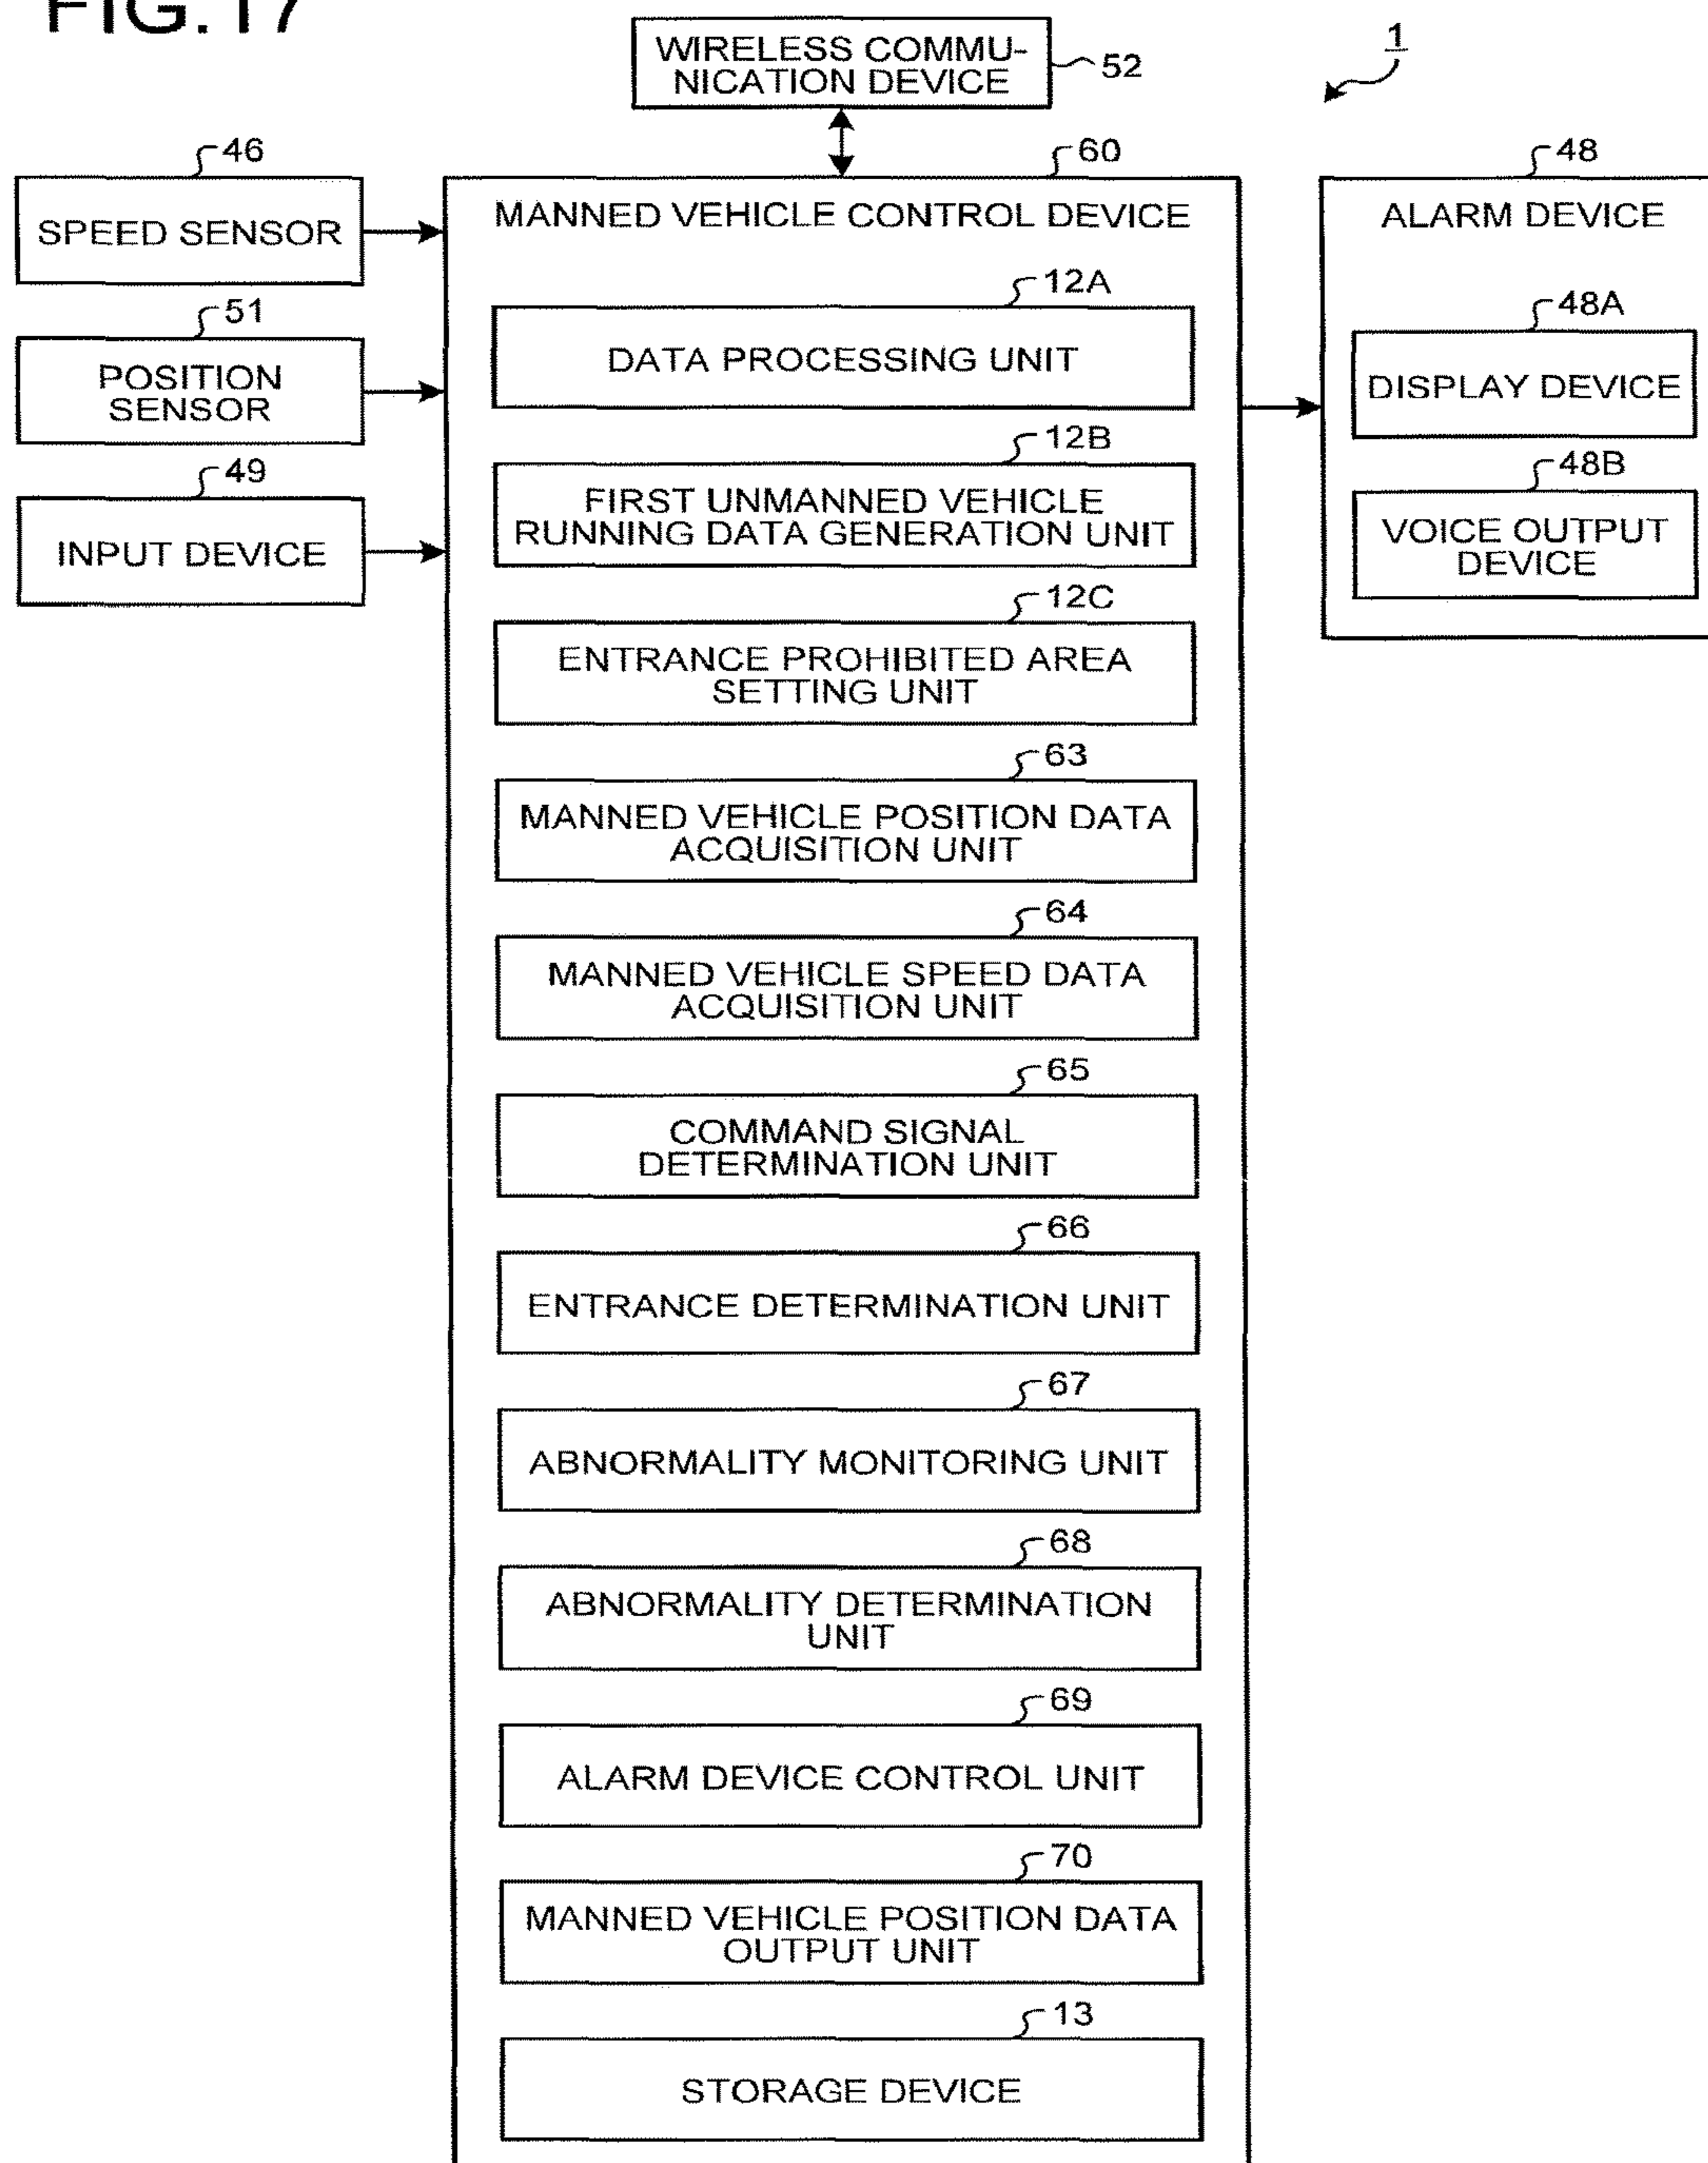 FIG.17
WIRELESS COMMU-
NICATION DEVICE
52
1
46
SPEED SENSOR
51
POSITION
SENSOR
49
INPUT DEVICE
60
MANNED VEHICLE CONTROL DEVICE
12A
DATA PROCESSING UNIT
12B
FIRST UNMANNED VEHICLE
RUNNING DATA GENERATION UNIT
12C
ENTRANCE PROHIBITED AREA
SETTING UNIT
63
MANNED VEHICLE POSITION DATA
ACQUISITION UNIT
64
MANNED VEHICLE SPEED DATA
ACQUISITION UNIT
65
COMMAND SIGNAL
DETERMINATION UNIT
66
ENTRANCE DETERMINATION UNIT
67
ABNORMALITY MONITORING UNIT
68
ABNORMALITY DETERMINATION
UNIT
69
ALARM DEVICE CONTROL UNIT
70
MANNED VEHICLE POSITION DATA
OUTPUT UNIT
13
STORAGE DEVICE
48
ALARM DEVICE
48A
DISPLAY DEVICE
48B
VOICE OUTPUT
DEVICE